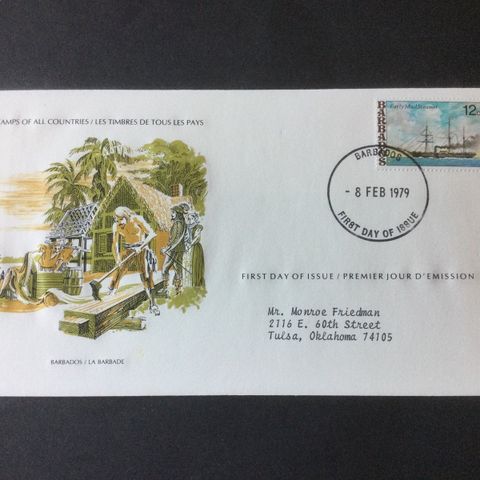 STAMPS OF ALL COUNTRIES / LES TIMBRES DE TOUS LES PAYS
Early Mail Steamer
12c
BARBADOS
BARBADOS
- 8 FEB 1979
FIRST DAY OF ISSUE
FIRST DAY OF ISSUE / PREMIER JOUR D'EMISSION
Mr. Monroe Friedman
2116 E. 60th Street
Tulsa, Oklahoma 74105
BARBADOS / LA BARBADE